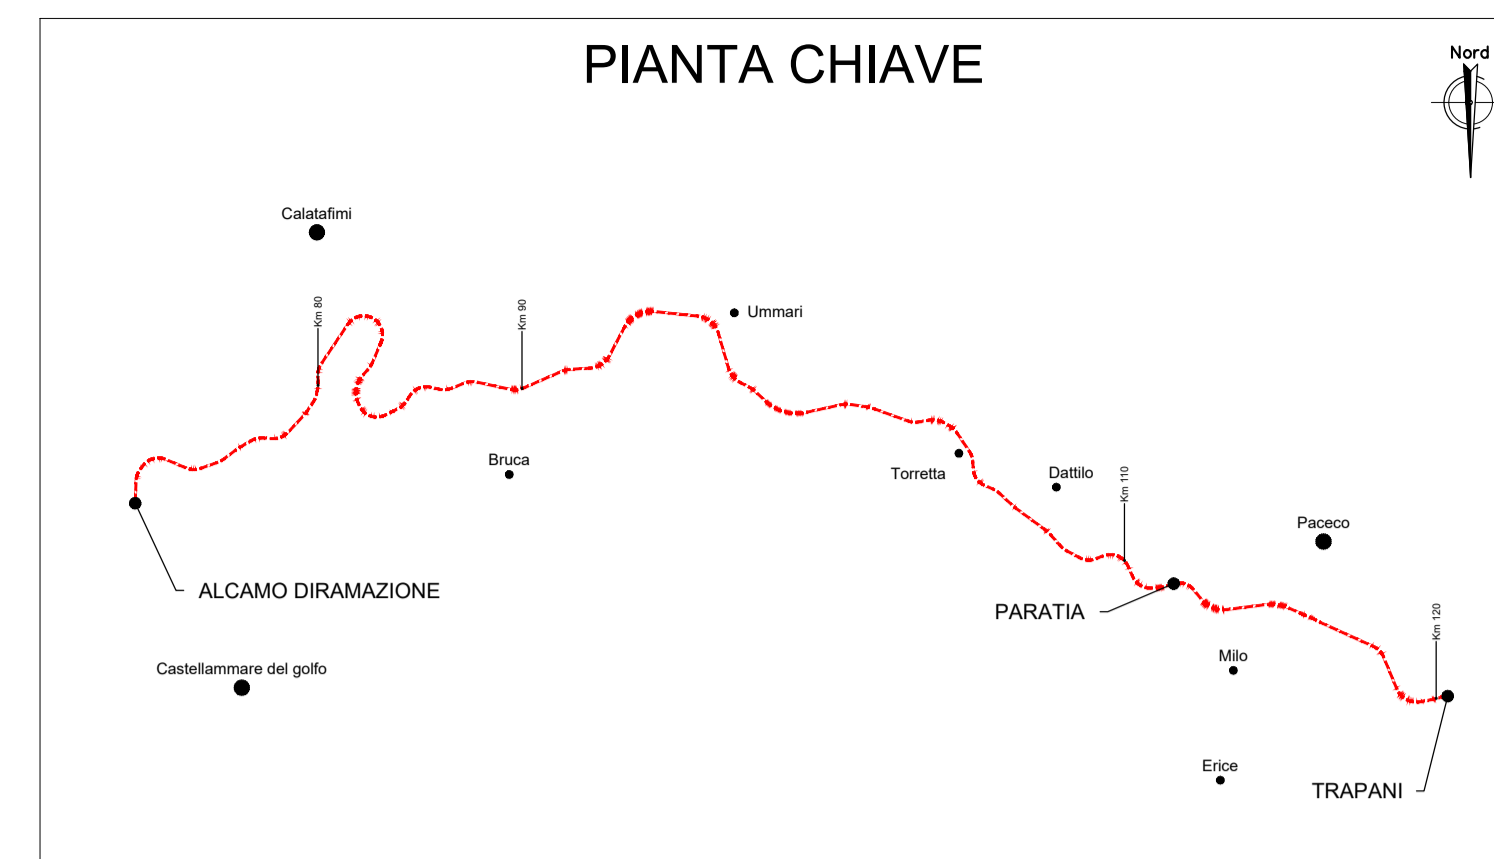 PIANTA CHIAVE
Nord
Calatafimi
Km 80
Km 90
Ummari
Bruca
Torretta
Dattilo
Km 110
Paceco
ALCAMO DIRAMAZIONE
PARATIA
Km 120
Castellammare del golfo
Milo
Erice
TRAPANI